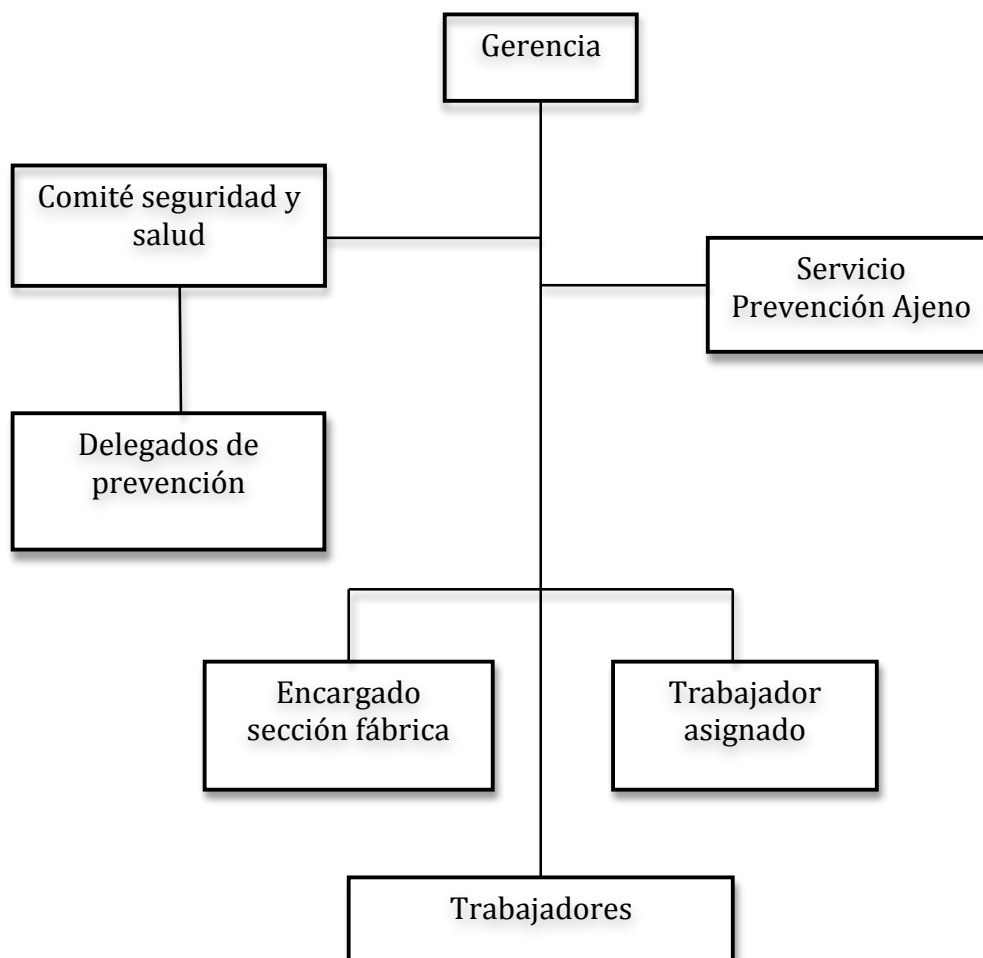 Gerencia
Comité seguridad y
salud
Servicio
Prevención Ajeno
Delegados de
prevención
Encargado
sección fábrica
Trabajador
asignado
Trabajadores